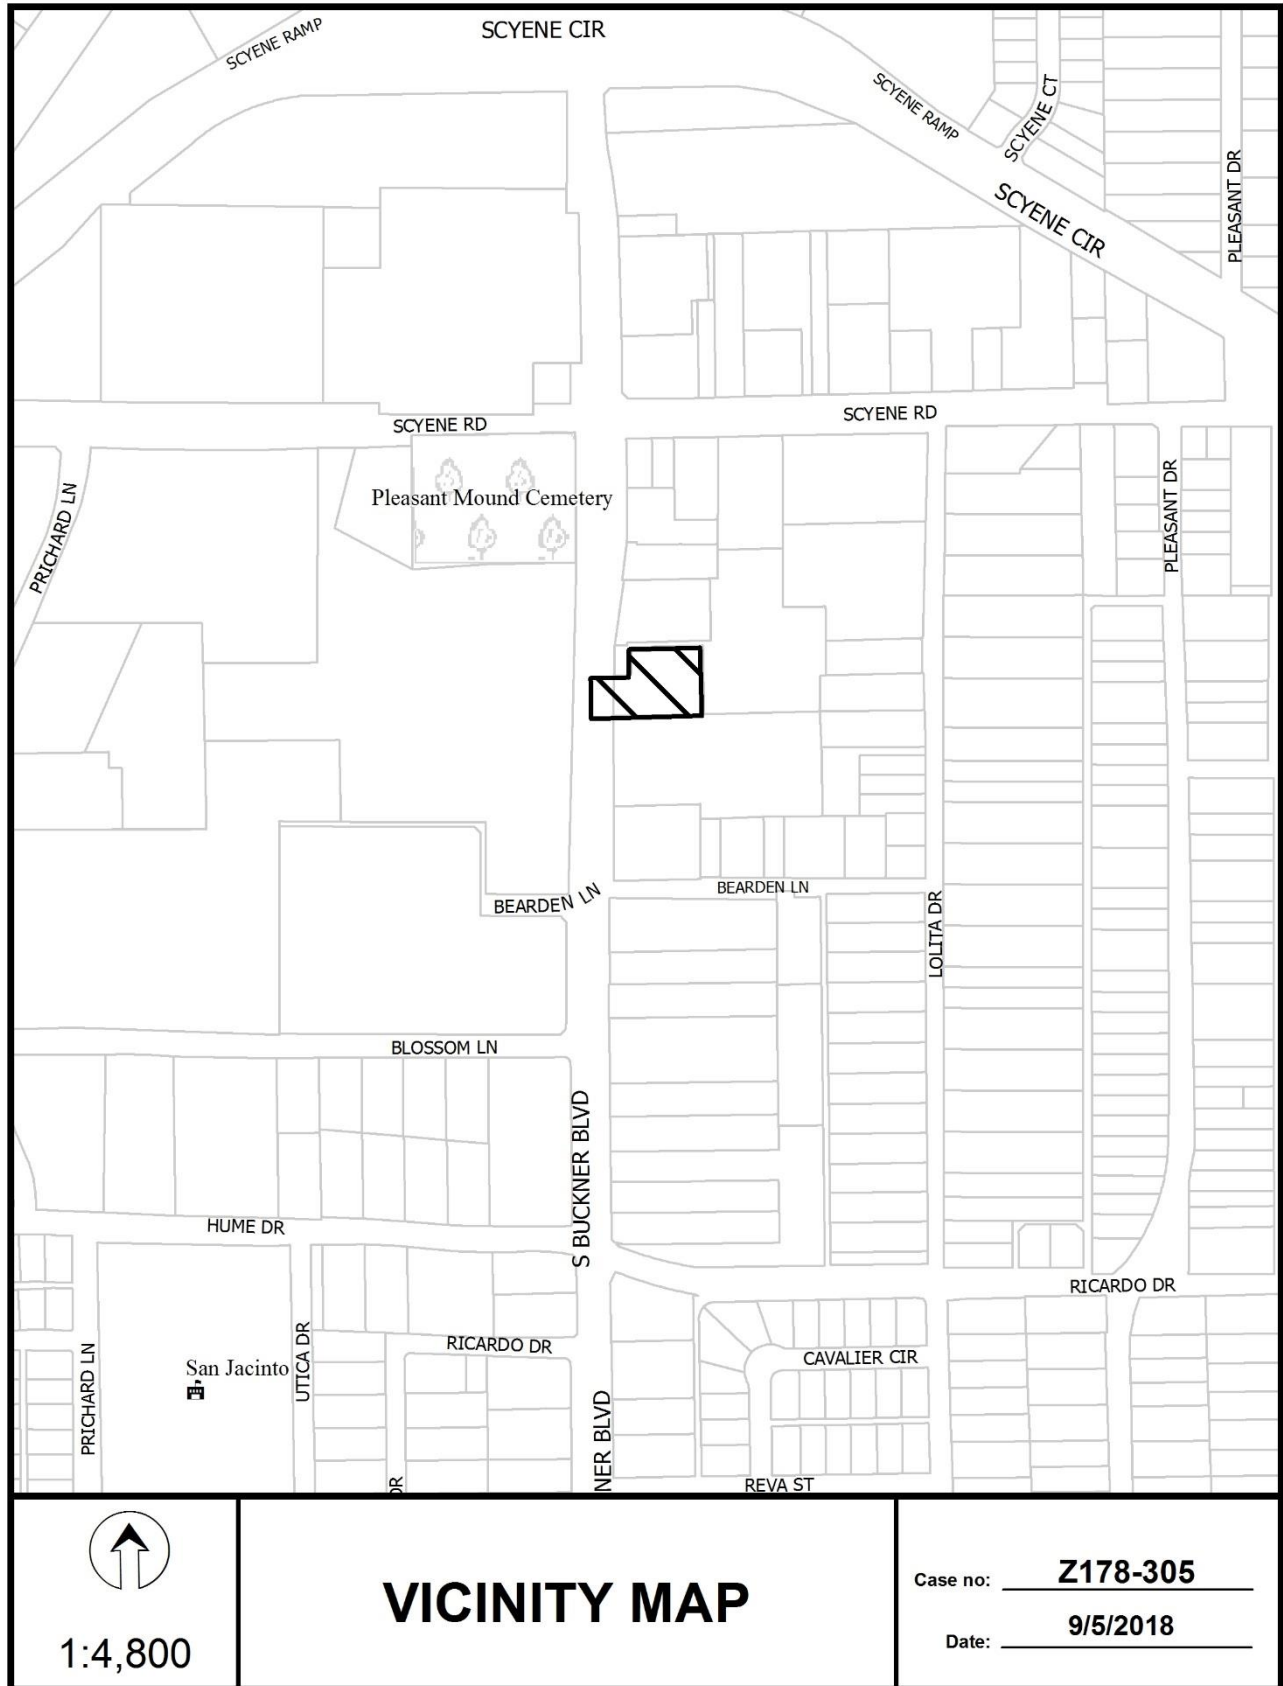 SCYENE RAMP
SCYENE CIR
SCYENE RAMP
SCYENE CT
PLEASANT DR
SCYENE CIR
SCYENE RD
SCYENE RD
Pleasant Mound Cemetery
PRICHARD LN
PLEASANT DR
BEARDEN LN
BEARDEN LN
LOLITA DR
BLOSSOM LN
S BUCKNER BLVD
HUME DR
RICARDO DR
UTICA DR
RICARDO DR
CAVALIER CIR
San Jacinto
PRICHARD LN
NER BLVD
DR
REVA ST
1:4,800
VICINITY MAP
Case no: Z178-305
Date: 9/5/2018